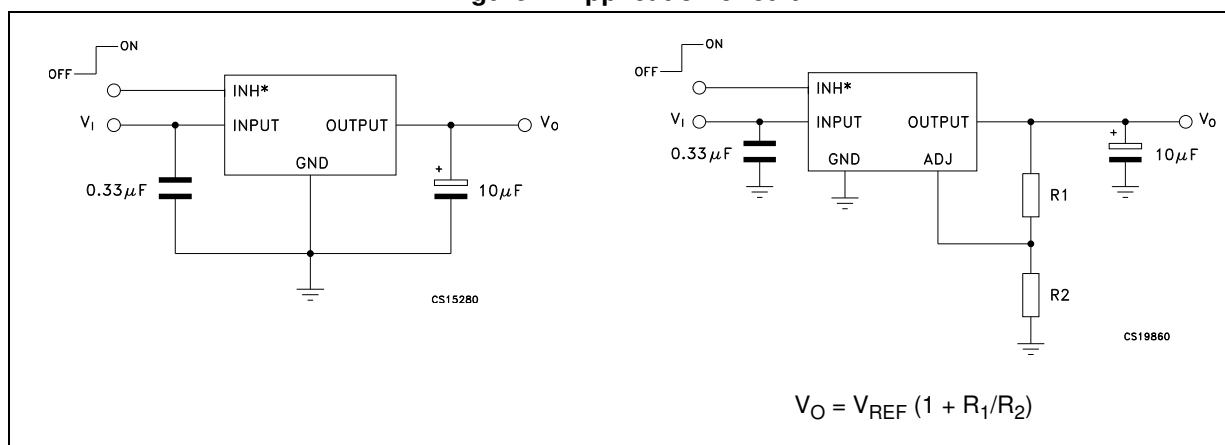 ON
OFF
INH*
V_I
INPUT
OUTPUT
V_O
GND
0.33μF
+
10μF
CS15280
ON
OFF
INH*
V_I
INPUT
OUTPUT
V_O
0.33μF
GND
ADJ
+
10μF
R1
R2
CS19860
V_O = V_REF (1 + R_1/R_2)